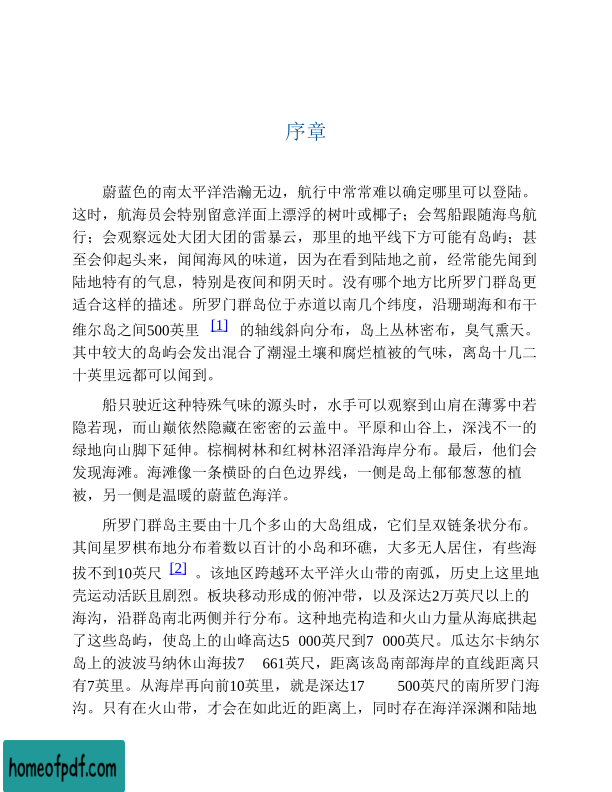 序章
蔚蓝色的南太平洋浩瀚无边，航行中常常难以确定哪里可以登陆。
这时，航海员会特别留意洋面上漂浮的树叶或椰子；会驾船跟随海鸟航
行；会观察远处大团大团的雷暴云，那里的地平线下方可能有岛屿；甚
至会仰起头来，闻闻海风的味道，因为在看到陆地之前，经常能先闻到
陆地特有的气息，特别是夜间和阴天时。没有哪个地方比所罗门群岛更
适合这样的描述。所罗门群岛位于赤道以南几个纬度，沿珊瑚海和布干
维尔岛之间500英里 [1] 的轴线斜向分布，岛上丛林密布，臭气熏天。
其中较大的岛屿会发出混合了潮湿土壤和腐烂植被的气味，离岛十几二
十英里远都可以闻到。
船只驶近这种特殊气味的源头时，水手可以观察到山肩在薄雾中若
隐若现，而山巅依然隐藏在密密的云盖中。平原和山谷上，深浅不一的
绿地向山脚下延伸。棕榈树林和红树林沼泽沿海岸分布。最后，他们会
发现海滩。海滩像一条横卧的白色边界线，一侧是岛上郁郁葱葱的植
被，另一侧是温暖的蔚蓝色海洋。
所罗门群岛主要由十几个多山的大岛组成，它们呈双链条状分布。
其间星罗棋布地分布着数以百计的小岛和环礁，大多无人居住，有些海
拔不到10英尺 [2] 。该地区跨越环太平洋火山带的南弧，历史上这里地
壳运动活跃且剧烈。板块移动形成的俯冲带，以及深达2万英尺以上的
海沟，沿群岛南北两侧并行分布。这种地壳构造和火山力量从海底拱起
了这些岛屿，使岛上的山峰高达5 000英尺到7 000英尺。瓜达尔卡纳尔
岛上的波波马纳休山海拔7 661英尺，距离该岛南部海岸的直线距离只
有7英里。从海岸再向前10英里，就是深达17 500英尺的南所罗门海
沟。只有在火山带，才会在如此近的距离上，同时存在海洋深渊和陆地
homeofpdf.com